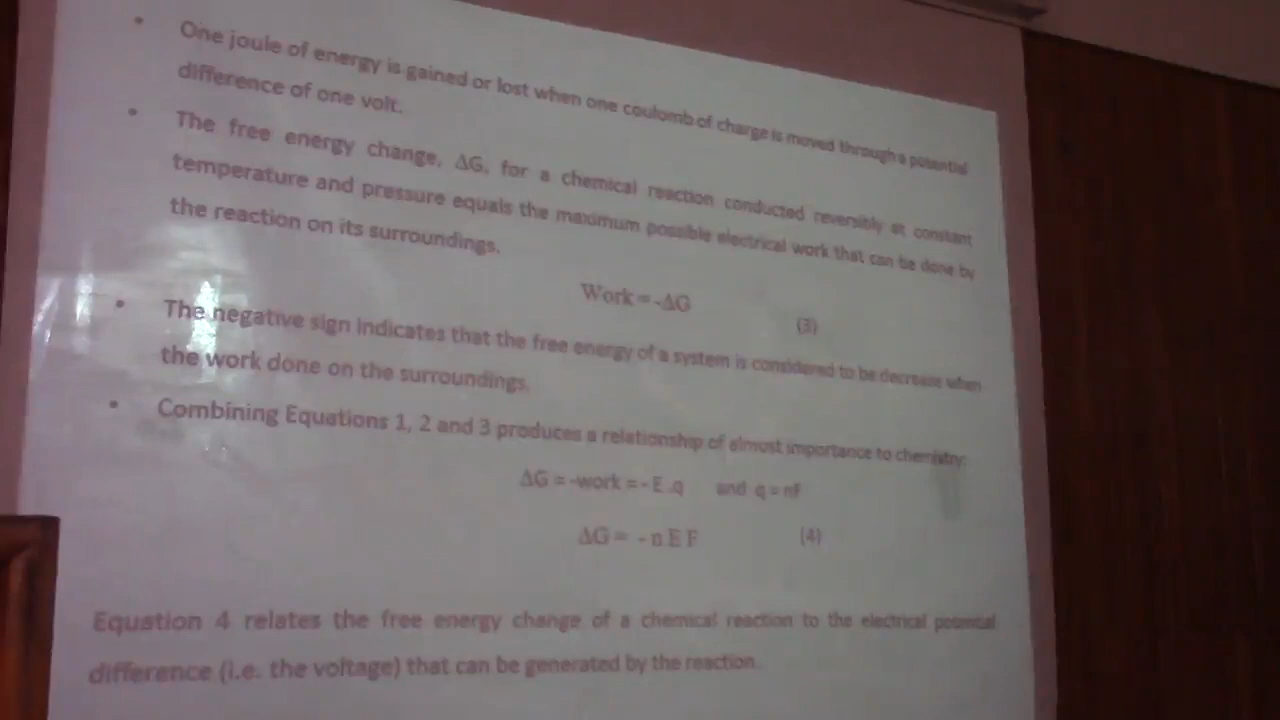 • One joule of energy is gained or lost when one coulomb of charge is moved through a potential
difference of one volt.
• The free energy change, ΔG, for a chemical reaction conducted reversibly at constant
temperature and pressure equals the maximum possible electrical work that can be done by
the reaction on its surroundings.
Work = -ΔG (3)
• The negative sign indicates that the free energy of a system is considered to be decrease when
the work done on the surroundings.
• Combining Equations 1, 2 and 3 produces a relationship of almost importance to chemistry:
ΔG = -work = - E .q and q = nF
ΔG = - n E F (4)
Equation 4 relates the free energy change of a chemical reaction to the electrical potential
difference (i.e. the voltage) that can be generated by the reaction.